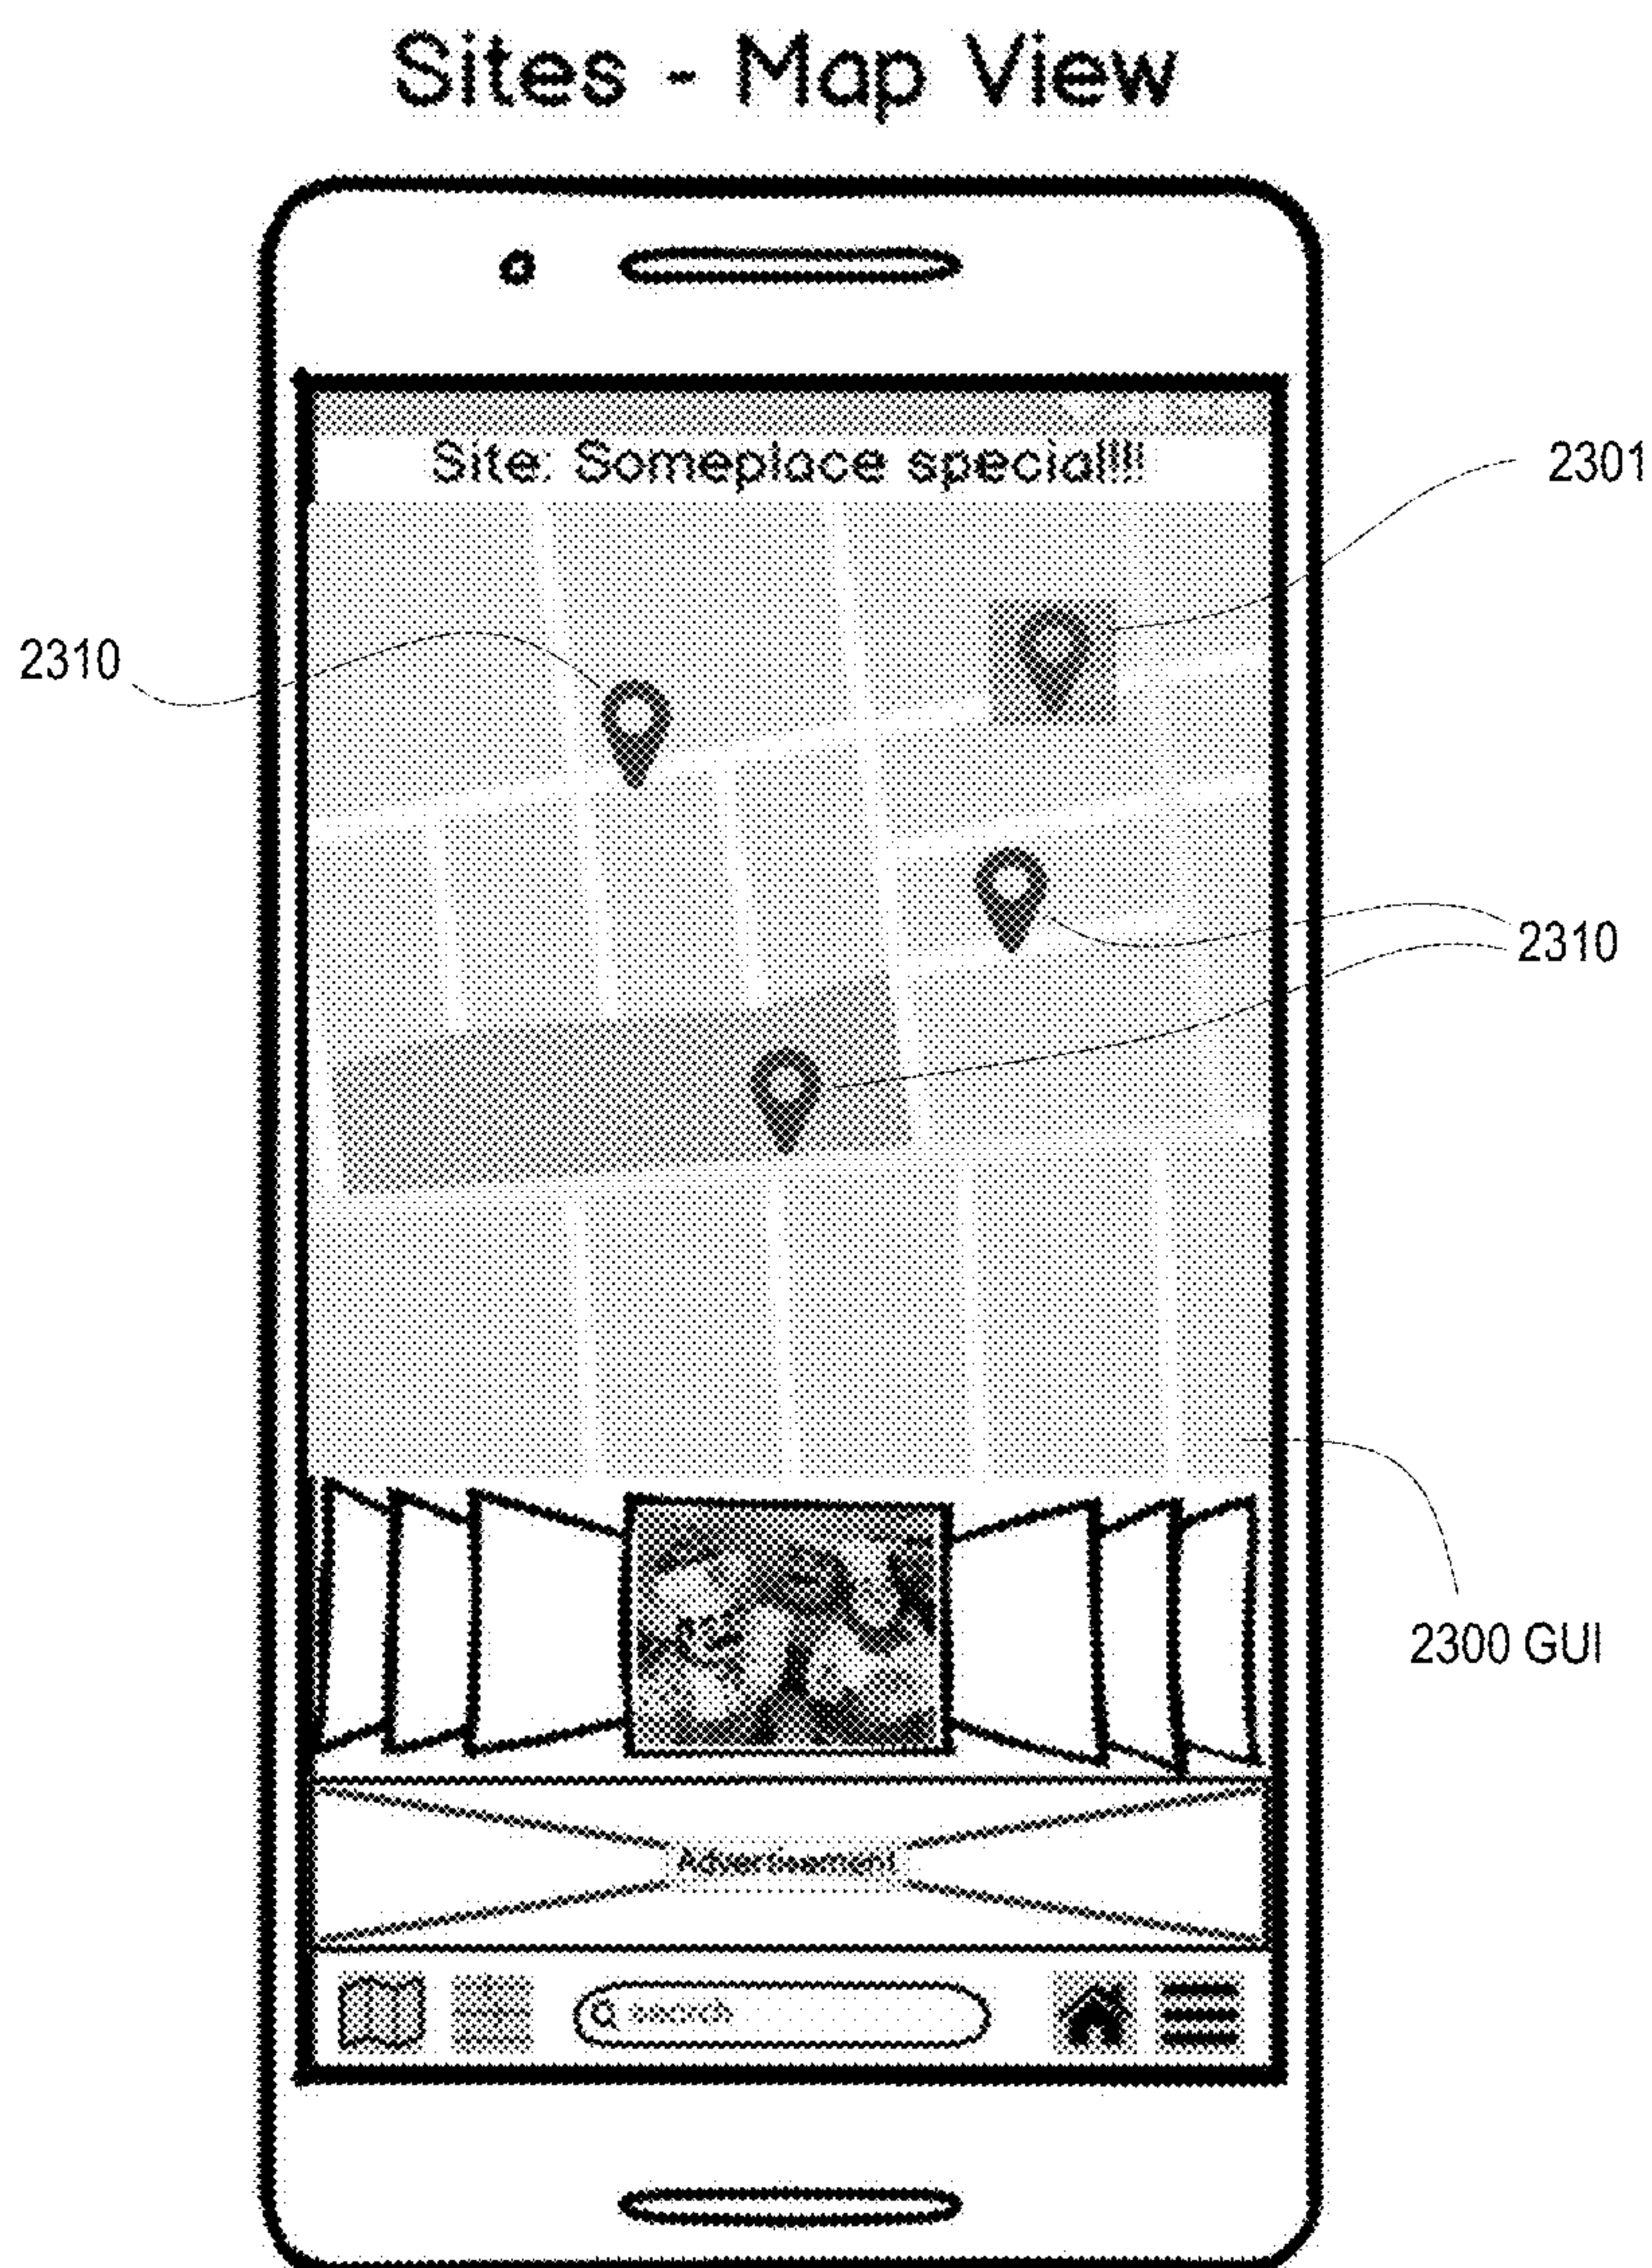 Sites - Map View
Site: Someplace special!!!!
2301
2310
2310
2300 GUI
Advertisement
search